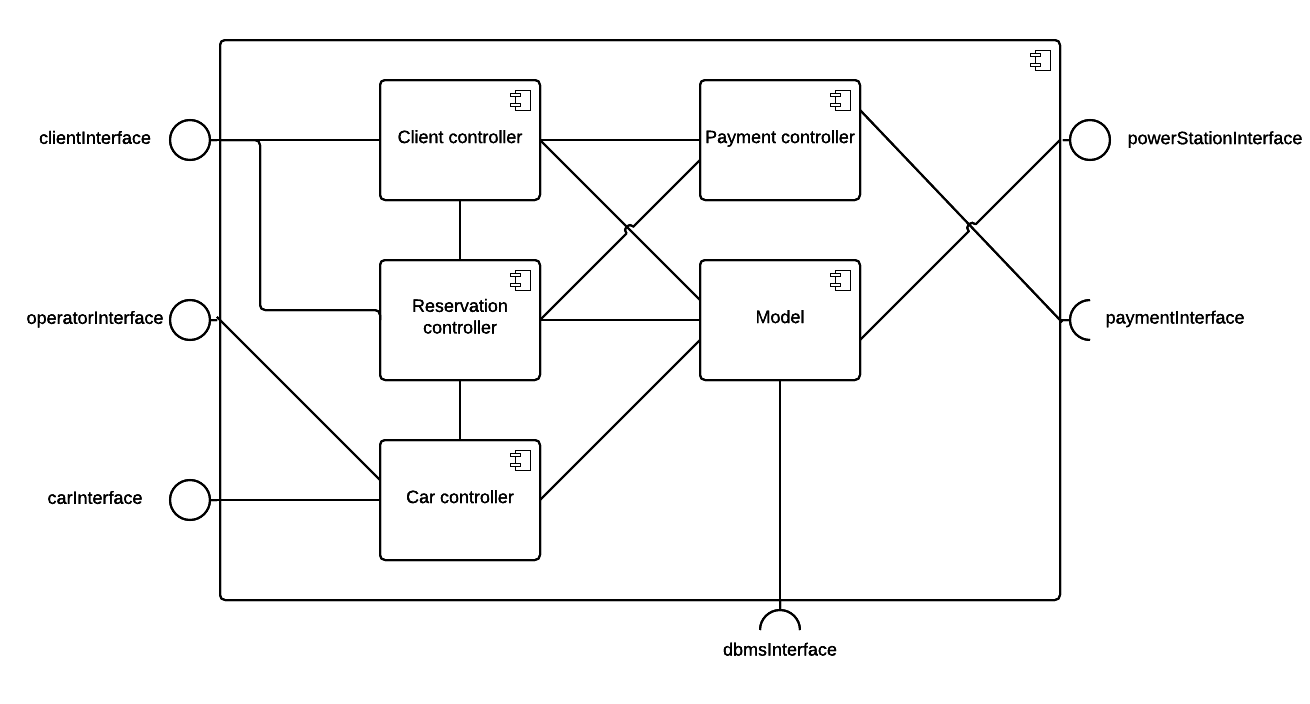 clientInterface
Client controller
Payment controller
powerStationInterface
operatorInterface
Reservation
controller
Model
paymentInterface
carInterface
Car controller
dbmsInterface